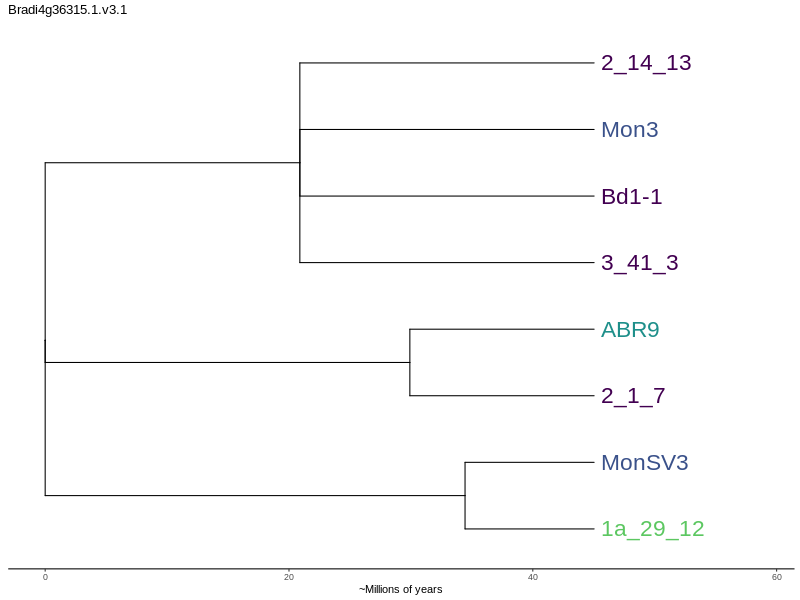 Bradi4g36315.1.v3.1
2_14_13
Mon3
Bd1-1
3_41_3
ABR9
2_1_7
MonSV3
1a_29_12
0 20 40 60
~Millions of years